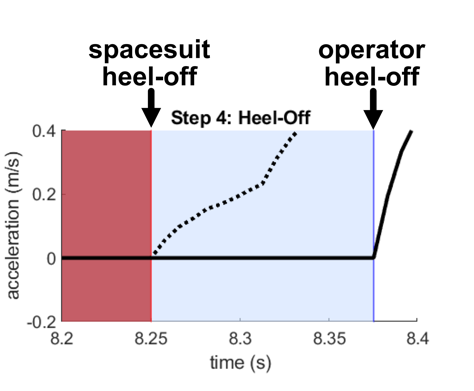 spacesuit
heel-off
operator
heel-off
Step 4: Heel-Off
acceleration (m/s)
0.4
0.2
0
-0.2
8.2 8.25 8.3 8.35 8.4
time (s)